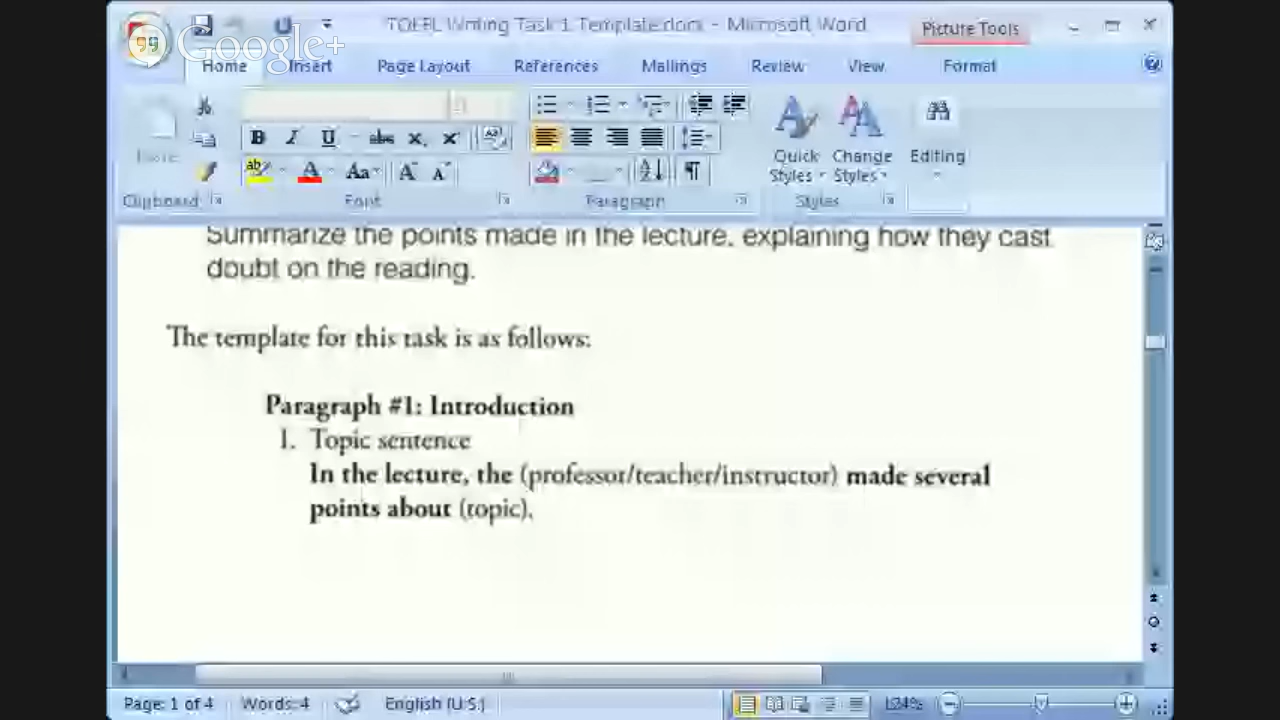 TOEFL Writing Task 1 Template.docx - Microsoft Word
Picture Tools
Google+
Home Insert Page Layout References Mailings Review View Format
Paste
Quick Styles
Change Styles
Editing
Clipboard Font Paragraph Styles
Summarize the points made in the lecture, explaining how they cast
doubt on the reading.
The template for this task is as follows:
Paragraph #1: Introduction
1. Topic sentence
In the lecture, the (professor/teacher/instructor) made several
points about (topic).
Page: 1 of 4 Words: 4 English (U.S.)